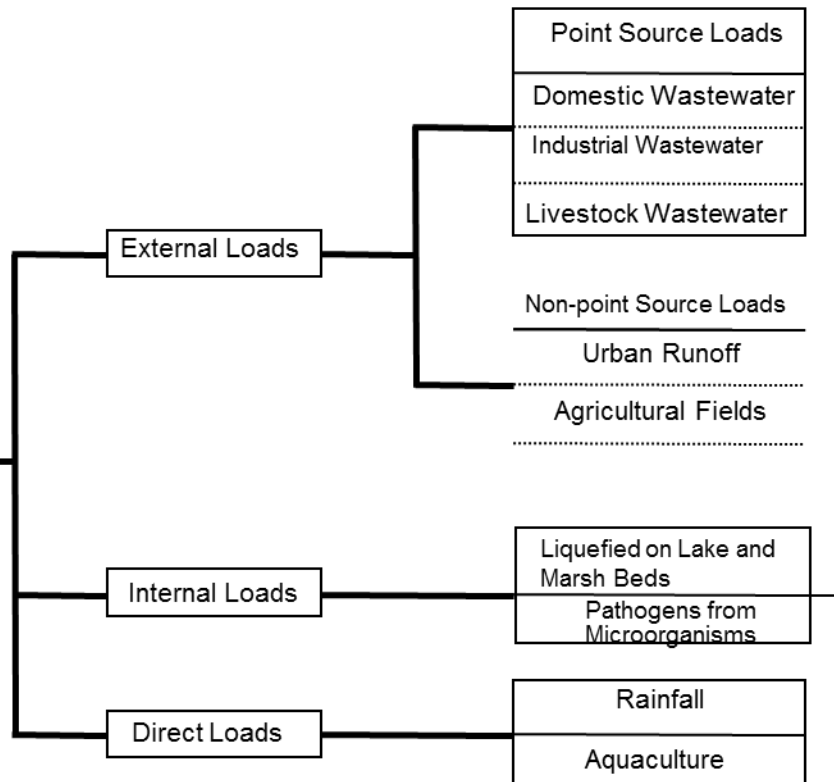 Point Source Loads
Domestic Wastewater
Industrial Wastewater
Livestock Wastewater
External Loads
Non-point Source Loads
Urban Runoff
Agricultural Fields
Internal Loads
Liquefied on Lake and
Marsh Beds
Pathogens from
Microorganisms
Direct Loads
Rainfall
Aquaculture